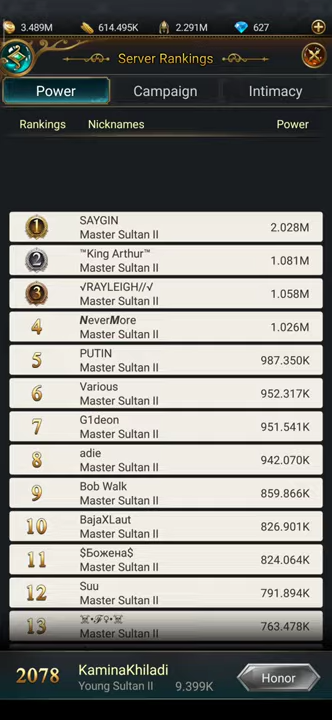 3.489M 614.495K 2.291M 627
Server Rankings
Power Campaign Intimacy
Rankings Nicknames Power
1 SAYGIN
Master Sultan II 2.028M
2 ™King Arthur™
Master Sultan II 1.081M
3 √RAYLEIGH//√
Master Sultan II 1.058M
4 NeverMore
Master Sultan II 1.026M
5 PUTIN
Master Sultan II 987.350K
6 Various
Master Sultan II 952.317K
7 G1deon
Master Sultan II 951.541K
8 adie
Master Sultan II 942.070K
9 Bob Walk
Master Sultan II 859.866K
10 BajaXLaut
Master Sultan II 826.901K
11 $Божена$
Master Sultan II 824.064K
12 Suu
Master Sultan II 791.894K
13
Master Sultan II 763.478K
2078 KaminaKhiladi
Young Sultan II 9.399K Honor